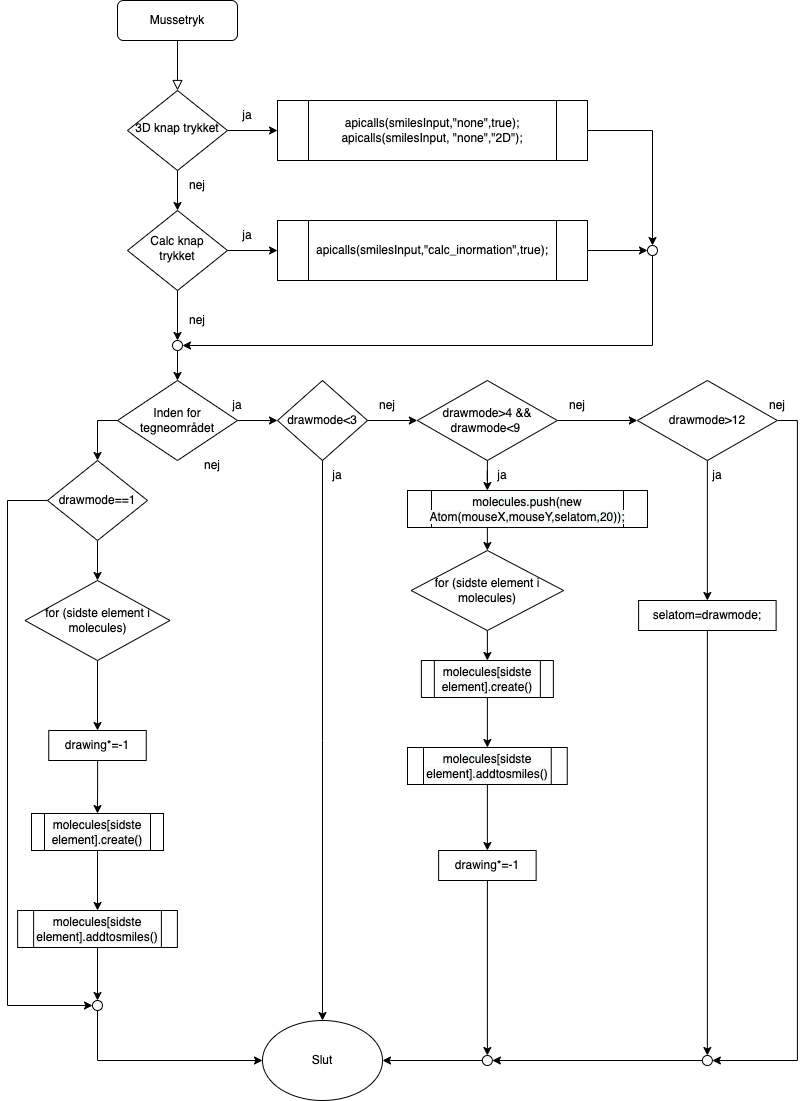 Mussetryk
3D knap trykket
ja
apicalls(smilesInput,"none",true);
apicalls(smilesInput, "none","2D");
nej
Calc knap
trykket
ja
apicalls(smilesInput,"calc_inormation",true);
nej
Inden for
tegneområdet
ja
nej
drawmode<3
nej
ja
drawmode>4 &&
drawmode<9
nej
ja
drawmode>12
nej
ja
drawmode==1
for (sidste element i
molecules)
drawing*=-1
molecules[sidste
element].create()
molecules[sidste
element].addtosmiles()
molecules.push(new
Atom(mouseX,mouseY,selatom,20));
for (sidste element i
molecules)
molecules[sidste
element].create()
molecules[sidste
element].addtosmiles()
drawing*=-1
selatom=drawmode;
Slut